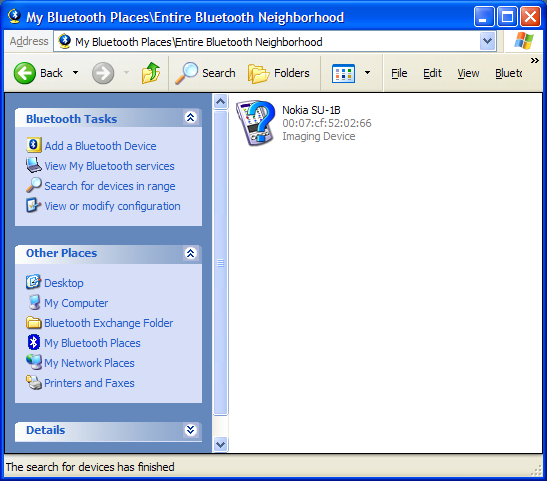 My Bluetooth Places\Entire Bluetooth Neighborhood
Address My Bluetooth Places\Entire Bluetooth Neighborhood
Back Search Folders File Edit View Bluet
Bluetooth Tasks
Add a Bluetooth Device
View My Bluetooth services
Search for devices in range
View or modify configuration
Other Places
Desktop
My Computer
Bluetooth Exchange Folder
My Bluetooth Places
My Network Places
Printers and Faxes
Details
Nokia SU-1B
00:07:cf:52:02:66
Imaging Device
The search for devices has finished